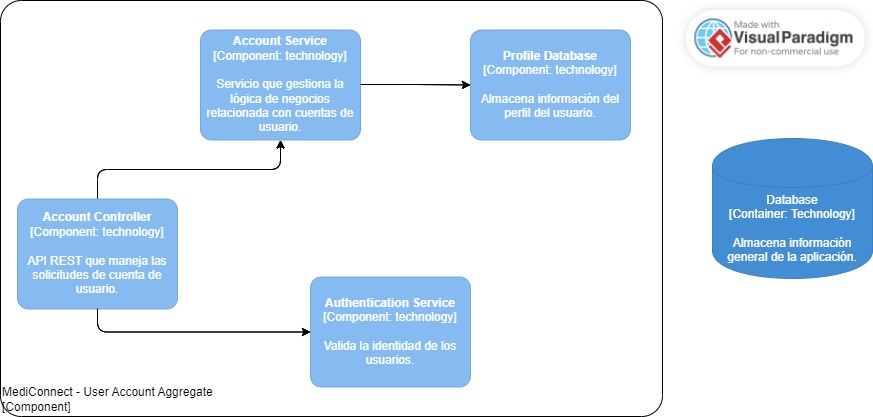 Account Service
[Component: technology]
Servicio que gestiona la
lógica de negocios
relacionada con cuentas de
usuario.
Profile Database
[Component: technology]
Almacena información del
perfil del usuario.
Made with
VisualParadigm
For non-commercial use
Account Controller
[Component: technology]
API REST que maneja las
solicitudes de cuenta de
usuario.
Database
[Container: Technology]
Almacena información
general de la aplicación.
Authentication Service
[Component: technology]
Valida la identidad de los
usuarios.
MediConnect - User Account Aggregate
[Component]